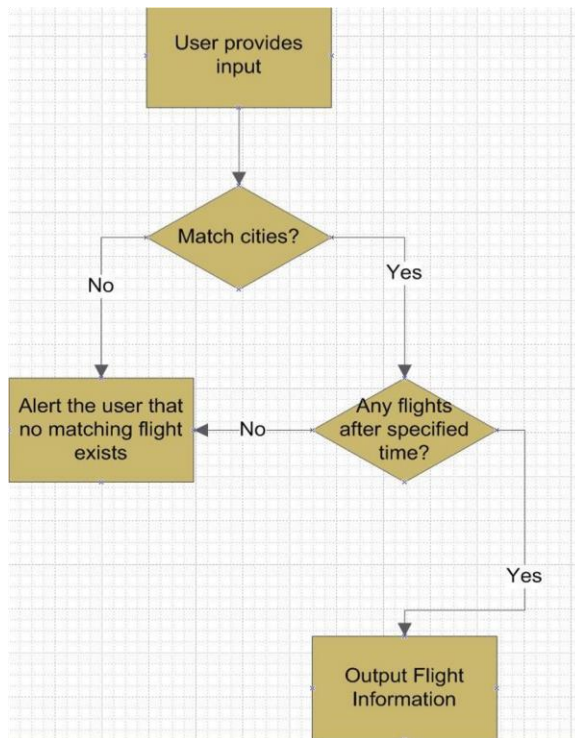 User provides
input
Match cities?
No
Yes
Alert the user that
no matching flight
exists
No
Any flights
after specified
time?
Yes
Output Flight
Information